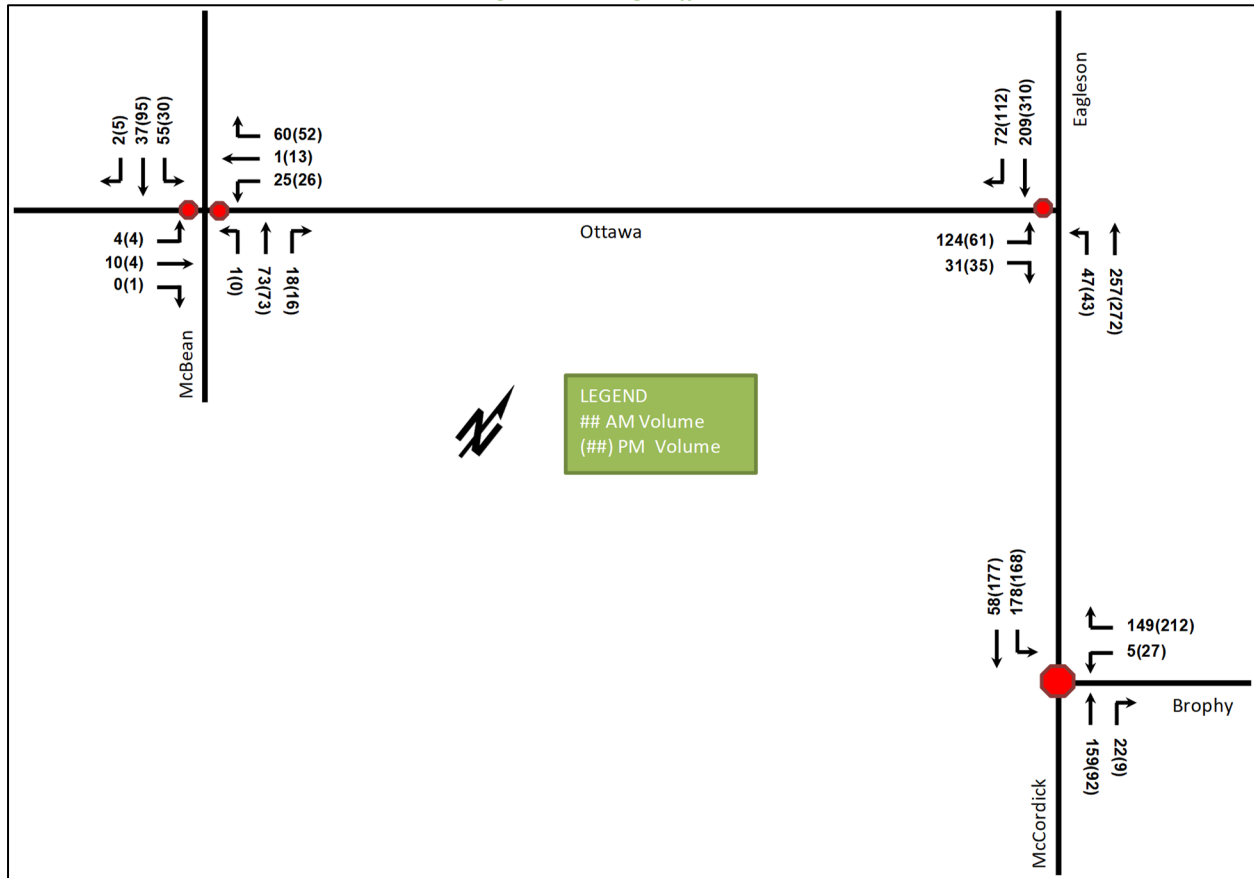 2(5)
37(95)
55(30)
60(52)
1(13)
25(26)
72(112)
209(310)
Eagleson
Ottawa
4(4)
10(4)
0(1)
1(0)
73(73)
18(16)
124(61)
31(35)
47(43)
257(272)
McBean
N
LEGEND
## AM Volume
(##) PM Volume
58(177)
178(168)
149(212)
5(27)
Brophy
159(92)
22(9)
McCordick